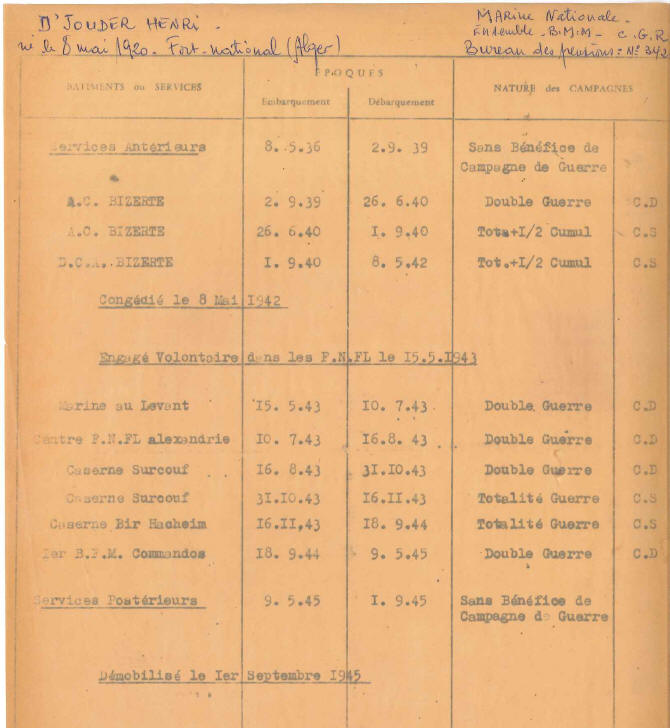 D'JOUDER HENRi.
né le 8 mai 1920. Fort-national (Alger)
MARine Nationale.
Ensemble - B.M.M - C.G.R
Bureau des pensions: N° 342
BATIMENTS ou SERVICES
EPOQUES
Embarquement
Débarquement
NATURE des CAMPAGNES
Services Antérieurs 8. .5.36 2.9. 39 Sans Bénéfice de
Campagne de Guerre
A.C. BIZERTE 2. 9.39 26. 6.40 Double Guerre C.D
A.C. BIZERTE 26. 6.40 I. 9.40 Tota+I/2 Cumul C.S
D.C.A. BIZERTE I. 9.40 8. 5.42 Tot.+I/2 Cumul C.S
Congédié le 8 Mai I942
Engagé Volontoire dans les F.N.FL le I5.5.I943
Marine au Levant I5. 5.43 I0. 7.43 Double Guerre C.D
Centre F.N.FL alexandrie I0. 7.43 I6.8. 43 Double Guerre C.D
Caserne Surcouf I6. 8.43 3I.I0.43 Double Guerre C.D
Caserne Surcouf 3I.I0.43 I6.II.43 Totalité Guerre C.S
Caserne Bir Hacheim I6.II,43 I8. 9.44 Totalité Guerre C.S
Ier B.F.M. Commandos I8. 9.44 9. 5.45 Double Guerre C.D
Services Postérieurs 9. 5.45 I. 9.45 Sans Bénéfice de
Campagne de Guerre
Démobilisé le Ier Septembre I945